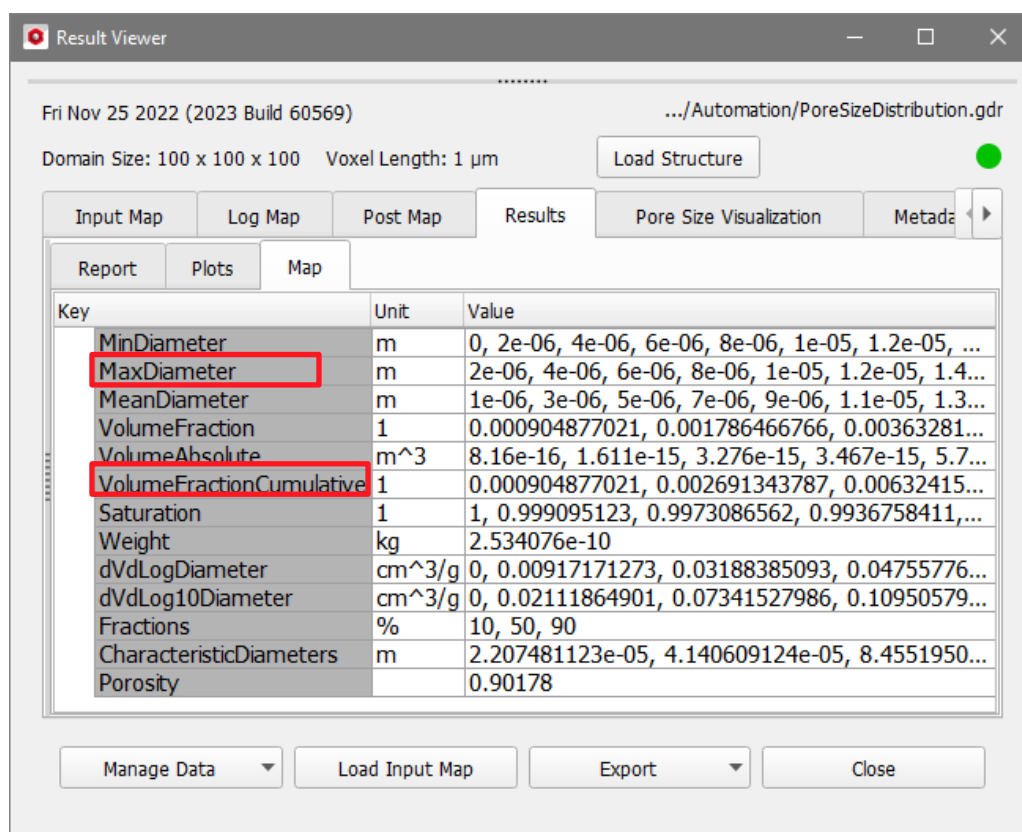 Result Viewer
Fri Nov 25 2022 (2023 Build 60569) .../Automation/PoreSizeDistribution.gdr
Domain Size: 100 x 100 x 100 Voxel Length: 1 µm Load Structure
Input Map Log Map Post Map Results Pore Size Visualization Metada
Report Plots Map
Key Unit Value
MinDiameter m 0, 2e-06, 4e-06, 6e-06, 8e-06, 1e-05, 1.2e-05, ...
MaxDiameter m 2e-06, 4e-06, 6e-06, 8e-06, 1e-05, 1.2e-05, 1.4...
MeanDiameter m 1e-06, 3e-06, 5e-06, 7e-06, 9e-06, 1.1e-05, 1.3...
VolumeFraction 1 0.000904877021, 0.001786466766, 0.00363281...
VolumeAbsolute m^3 8.16e-16, 1.611e-15, 3.276e-15, 3.467e-15, 5.7...
VolumeFractionCumulative 1 0.000904877021, 0.002691343787, 0.00632415...
Saturation 1 1, 0.999095123, 0.9973086562, 0.9936758411,...
Weight kg 2.534076e-10
dVdLogDiameter cm^3/g 0, 0.00917171273, 0.03188385093, 0.04755776...
dVdLog10Diameter cm^3/g 0, 0.02111864901, 0.07341527986, 0.10950579...
Fractions % 10, 50, 90
CharacteristicDiameters m 2.207481123e-05, 4.140609124e-05, 8.4551950...
Porosity 0.90178
Manage Data Load Input Map Export Close